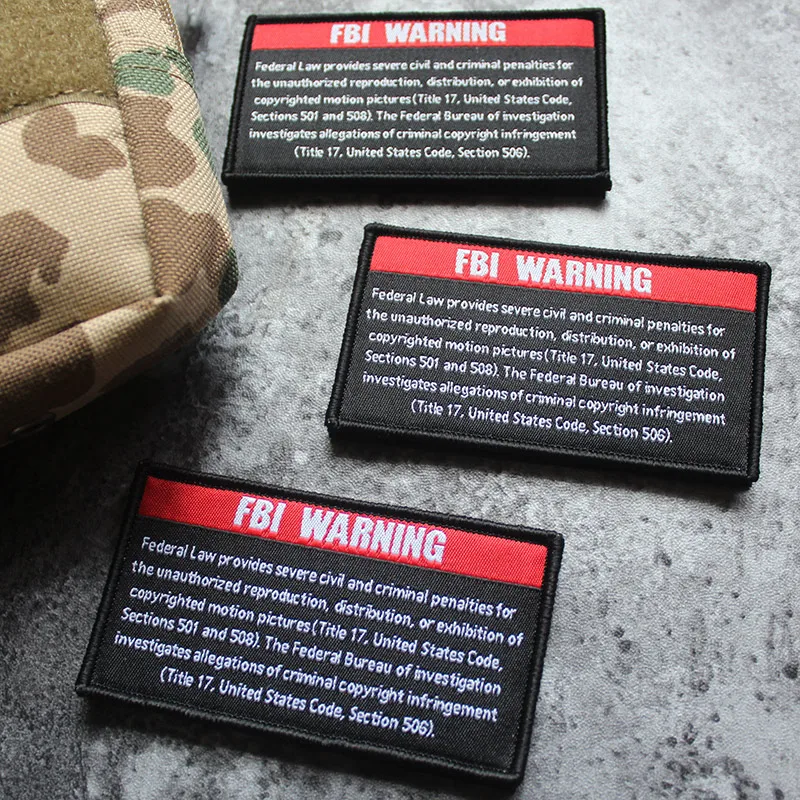 FBI WARNING
Federal Law provides severe civil and criminal penalties for
the unauthorized reproduction, distribution, or exhibition of
copyrighted motion pictures (Title 17, United States Code,
Sections 501 and 508). The Federal Bureau of investigation
investigates allegations of criminal copyright infringement
(Title 17, United States Code, Section 506).
FBI WARNING
Federal Law provides severe civil and criminal penalties for
the unauthorized reproduction, distribution, or exhibition of
copyrighted motion pictures (Title 17, United States Code,
Sections 501 and 508). The Federal Bureau of investigation
investigates allegations of criminal copyright infringement
(Title 17, United States Code, Section 506).
FBI WARNING
Federal Law provides severe civil and criminal penalties for
the unauthorized reproduction, distribution, or exhibition of
copyrighted motion pictures (Title 17, United States Code,
Sections 501 and 508). The Federal Bureau of investigation
investigates allegations of criminal copyright infringement
(Title 17, United States Code, Section 506).